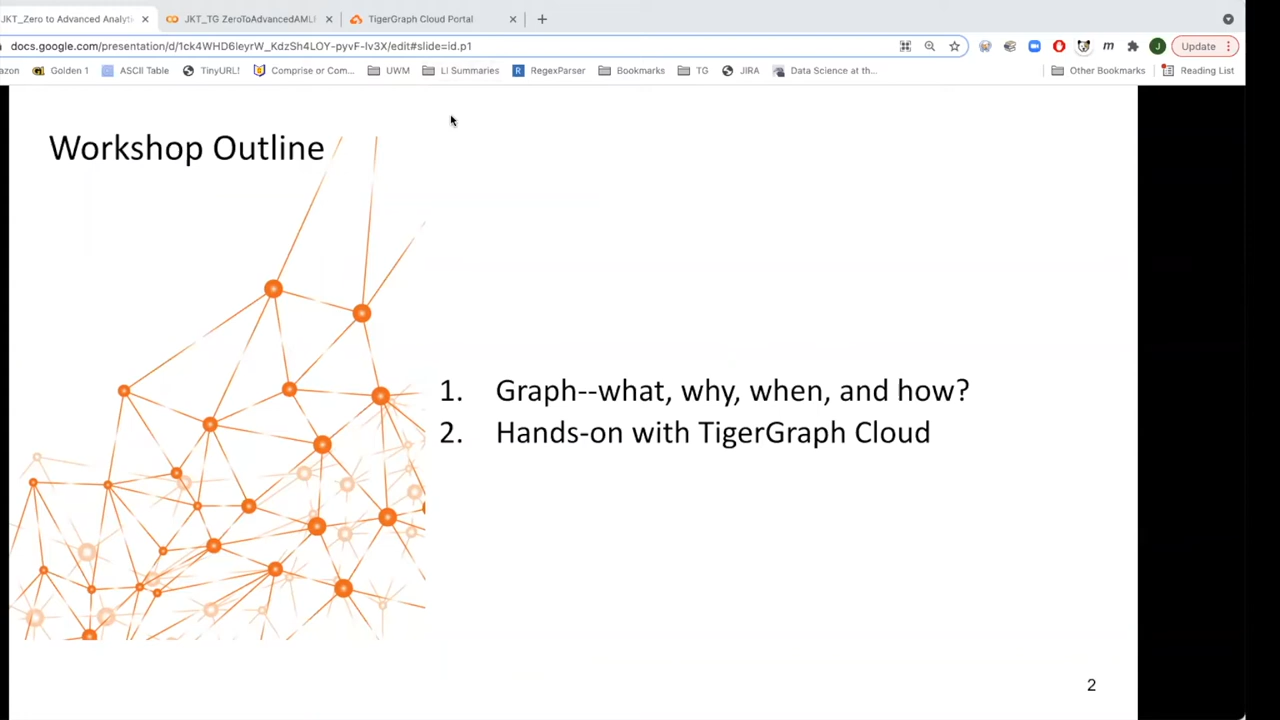 JKT_Zero to Advanced Analyti
JKT_TG ZeroToAdvancedAML
TigerGraph Cloud Portal
docs.google.com/presentation/d/1ck4WHD6IeyrW_KdzSh4LOY-pyvF-Iv3X/edit#slide=id.p1
m
J
Update
azon
Golden 1
ASCII Table
TinyURL!
Comprise or Com...
UWM
LI Summaries
R
RegexParser
Bookmarks
TG
JIRA
Data Science at th...
Other Bookmarks
Reading List
Workshop Outline
1. Graph--what, why, when, and how?
2. Hands-on with TigerGraph Cloud
2